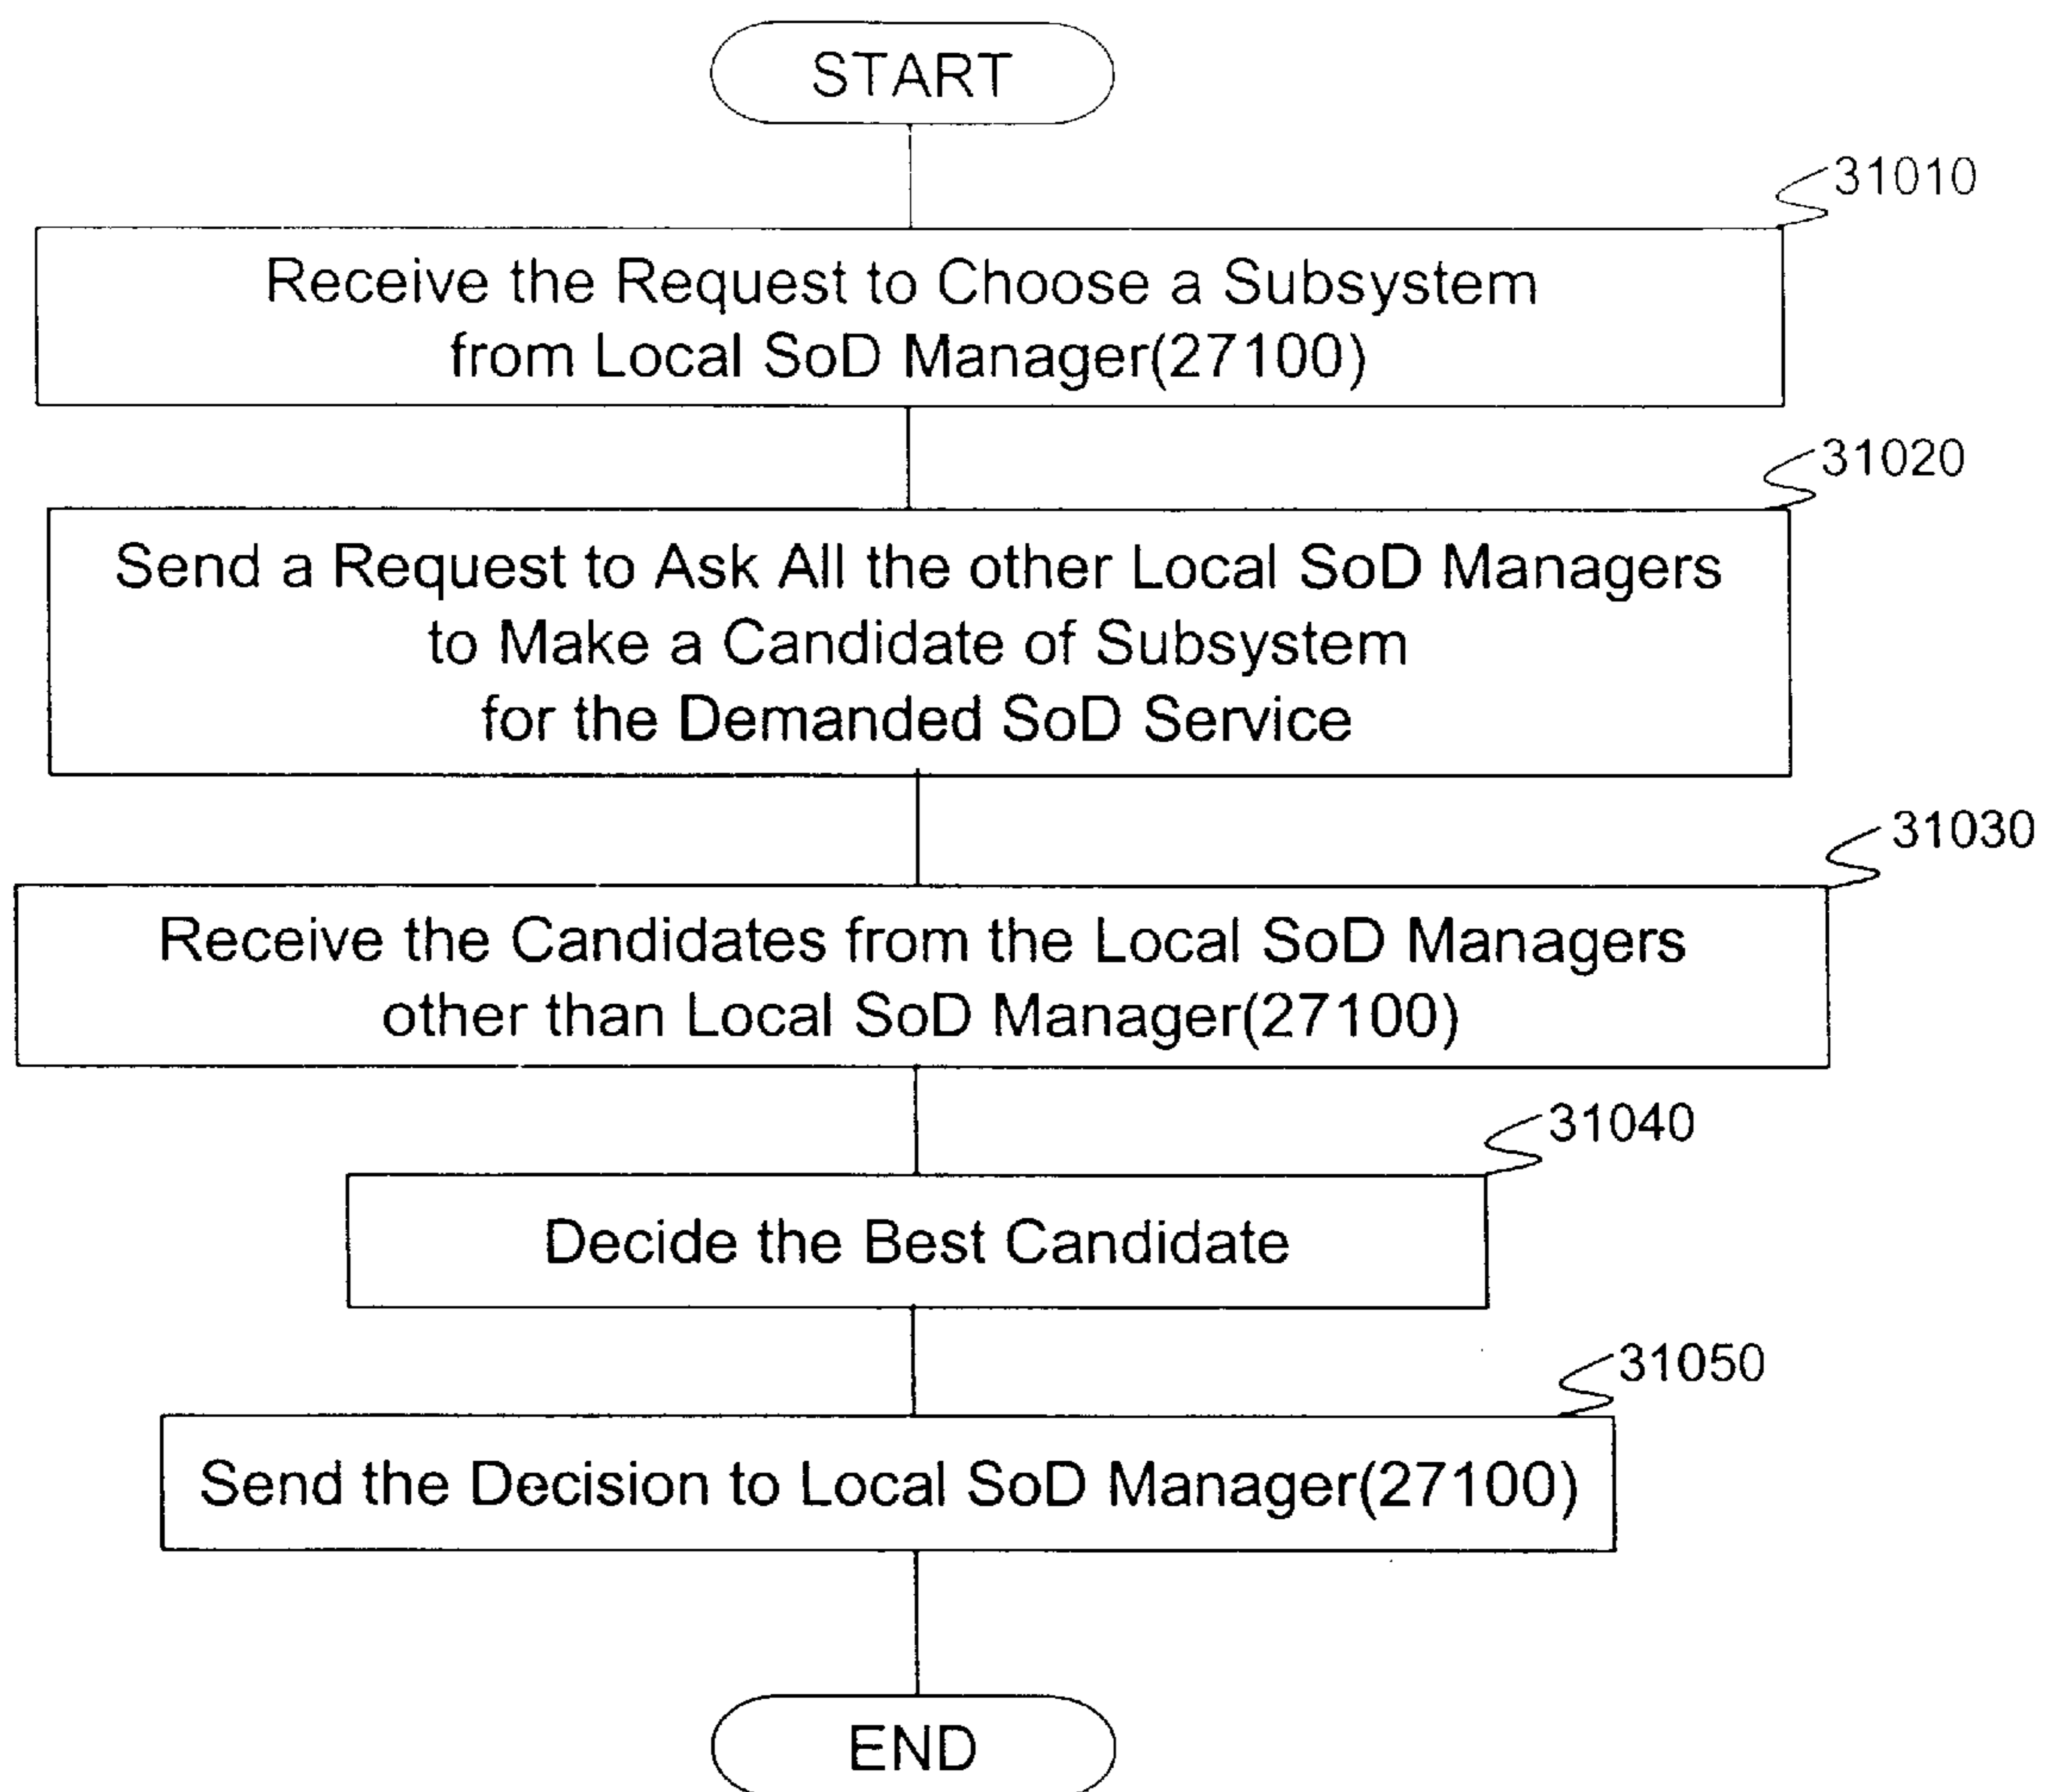 START
31010
Receive the Request to Choose a Subsystem
from Local SoD Manager(27100)
31020
Send a Request to Ask All the other Local SoD Managers
to Make a Candidate of Subsystem
for the Demanded SoD Service
31030
Receive the Candidates from the Local SoD Managers
other than Local SoD Manager(27100)
31040
Decide the Best Candidate
31050
Send the Decision to Local SoD Manager(27100)
END